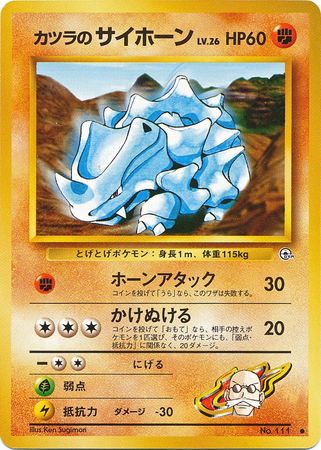 カツラのサイホーン LV.26 HP60
とげとげポケモン：身長1m、体重115kg
ホーンアタック 30
コインを投げて「うら」なら、このワザは失敗する。
かけぬける 20
コインを投げて「おもて」なら、相手の控えポ
ケモンを1匹選び、そのポケモンにも、「弱点・
抵抗力」に関係なく、20ダメージ。
にげる
弱点
抵抗力 ダメージ -30
Illus.Ken Sugimori No. 111